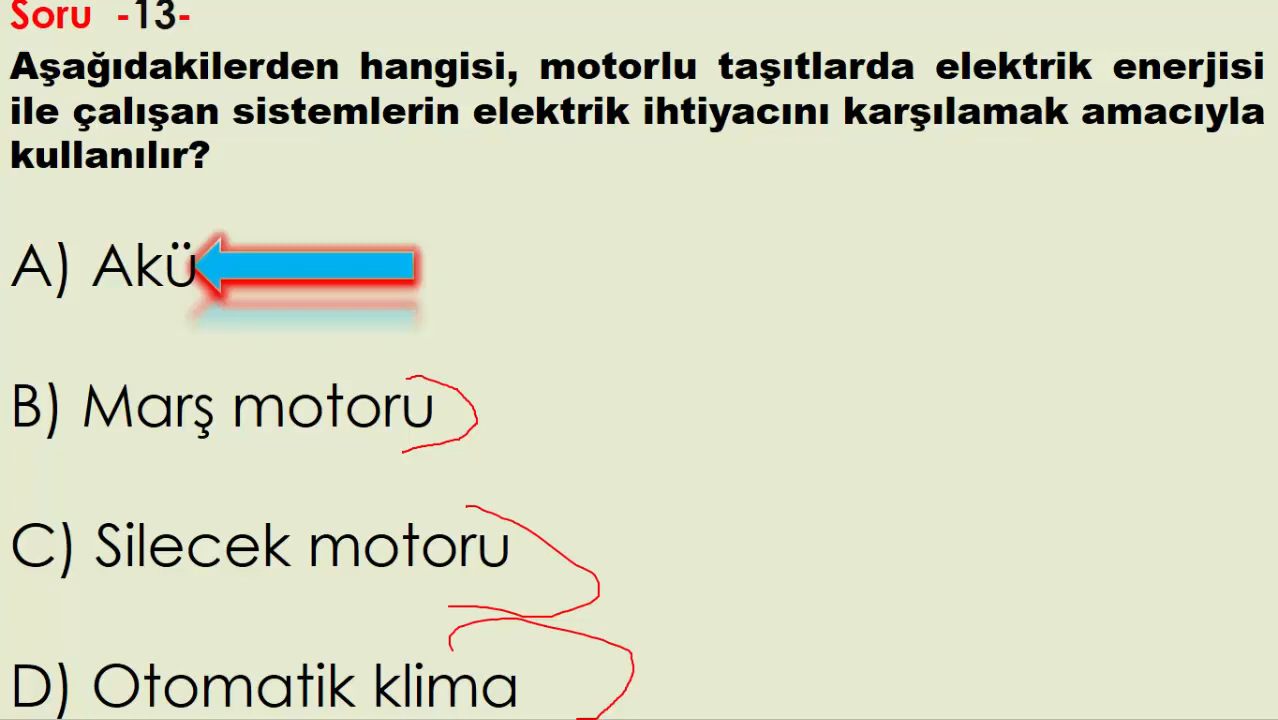 Soru -13-
Aşağıdakilerden hangisi, motorlu taşıtlarda elektrik enerjisi
ile çalışan sistemlerin elektrik ihtiyacını karşılamak amacıyla
kullanılır?
A) Akü
B) Marş motoru
C) Silecek motoru
D) Otomatik klima